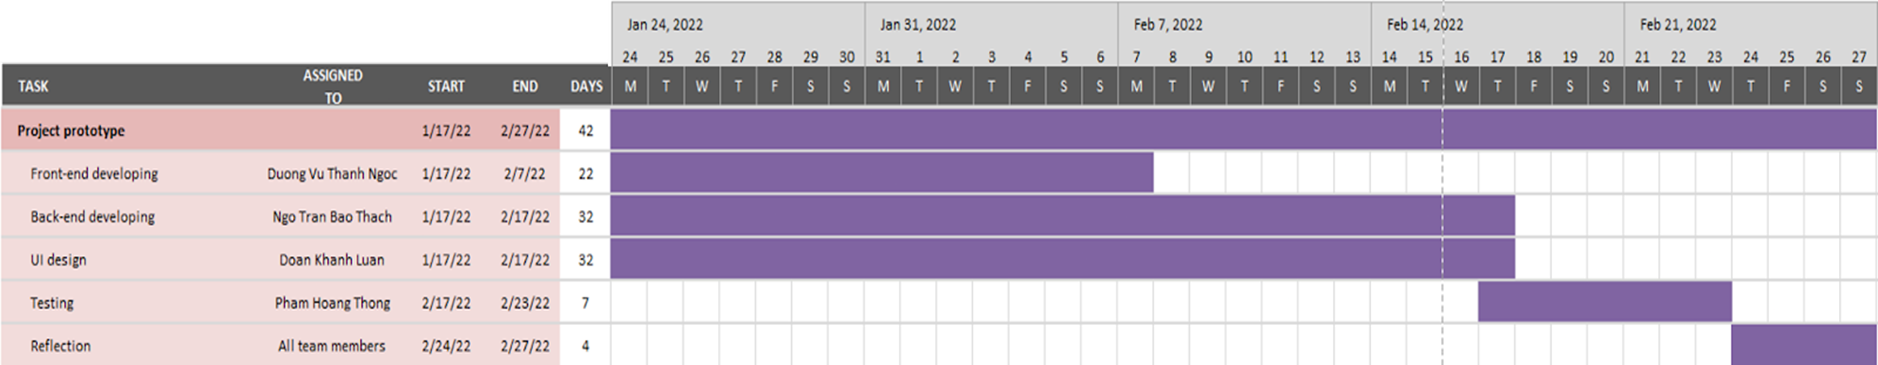 Jan 24, 2022 Jan 31, 2022 Feb 7, 2022 Feb 14, 2022 Feb 21, 2022
24 25 26 27 28 29 30 31 1 2 3 4 5 6 7 8 9 10 11 12 13 14 15 16 17 18 19 20 21 22 23 24 25 26 27
TASK ASSIGNED TO START END DAYS M T W T F S S M T W T F S S M T W T F S S M T W T F S S M T W T F S S
Project prototype 1/17/22 2/27/22 42
Front-end developing Duong Vu Thanh Ngoc 1/17/22 2/7/22 22
Back-end developing Ngo Tran Bao Thach 1/17/22 2/17/22 32
UI design Doan Khanh Luan 1/17/22 2/17/22 32
Testing Pham Hoang Thong 2/17/22 2/23/22 7
Reflection All team members 2/24/22 2/27/22 4